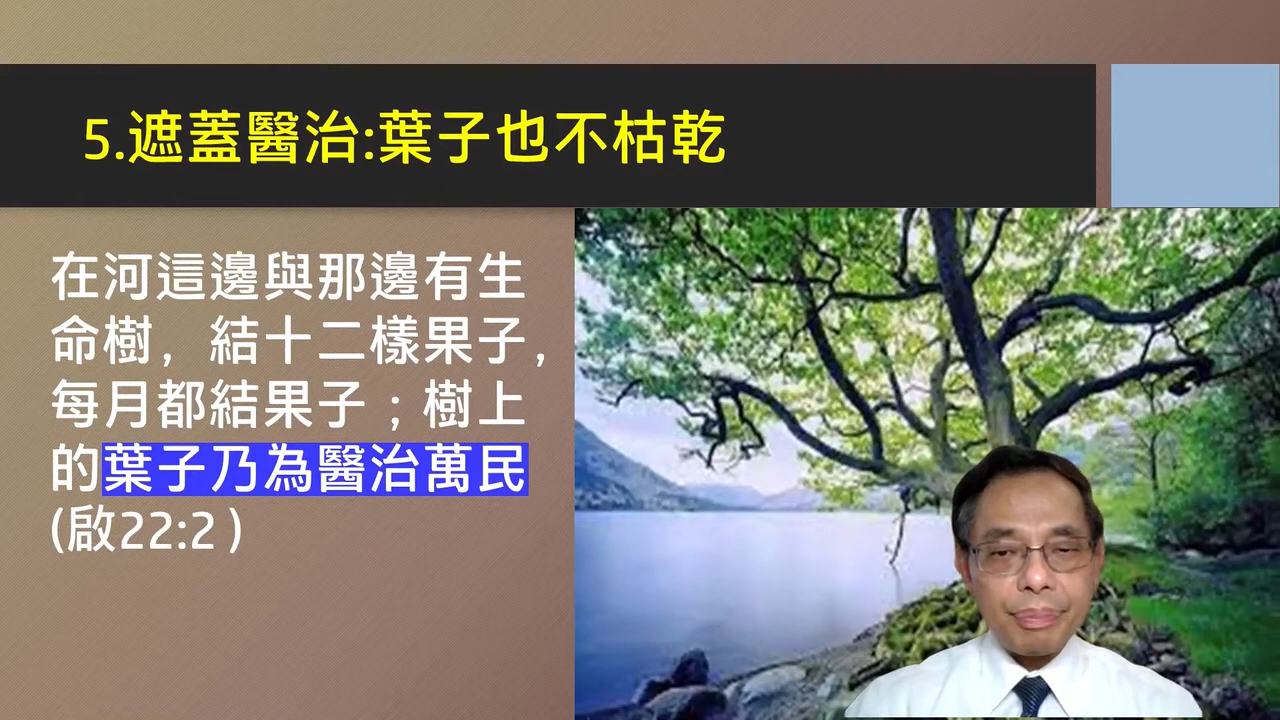 5.遮蓋醫治:葉子也不枯乾
在河這邊與那邊有生
命樹，結十二樣果子，
每月都結果子；樹上
的葉子乃為醫治萬民
(啟22:2 )